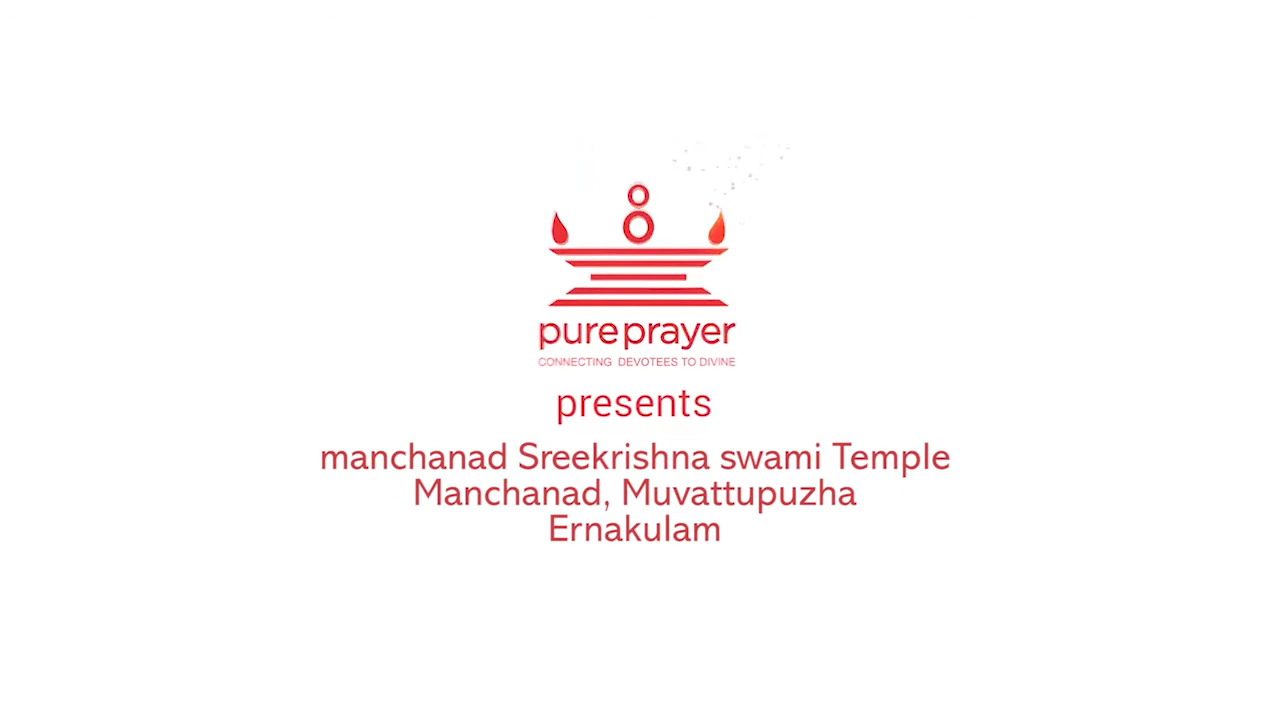 pureprayer
CONNECTING DEVOTEES TO DIVINE
presents
manchanad Sreekrishna swami Temple
Manchanad, Muvattupuzha
Ernakulam